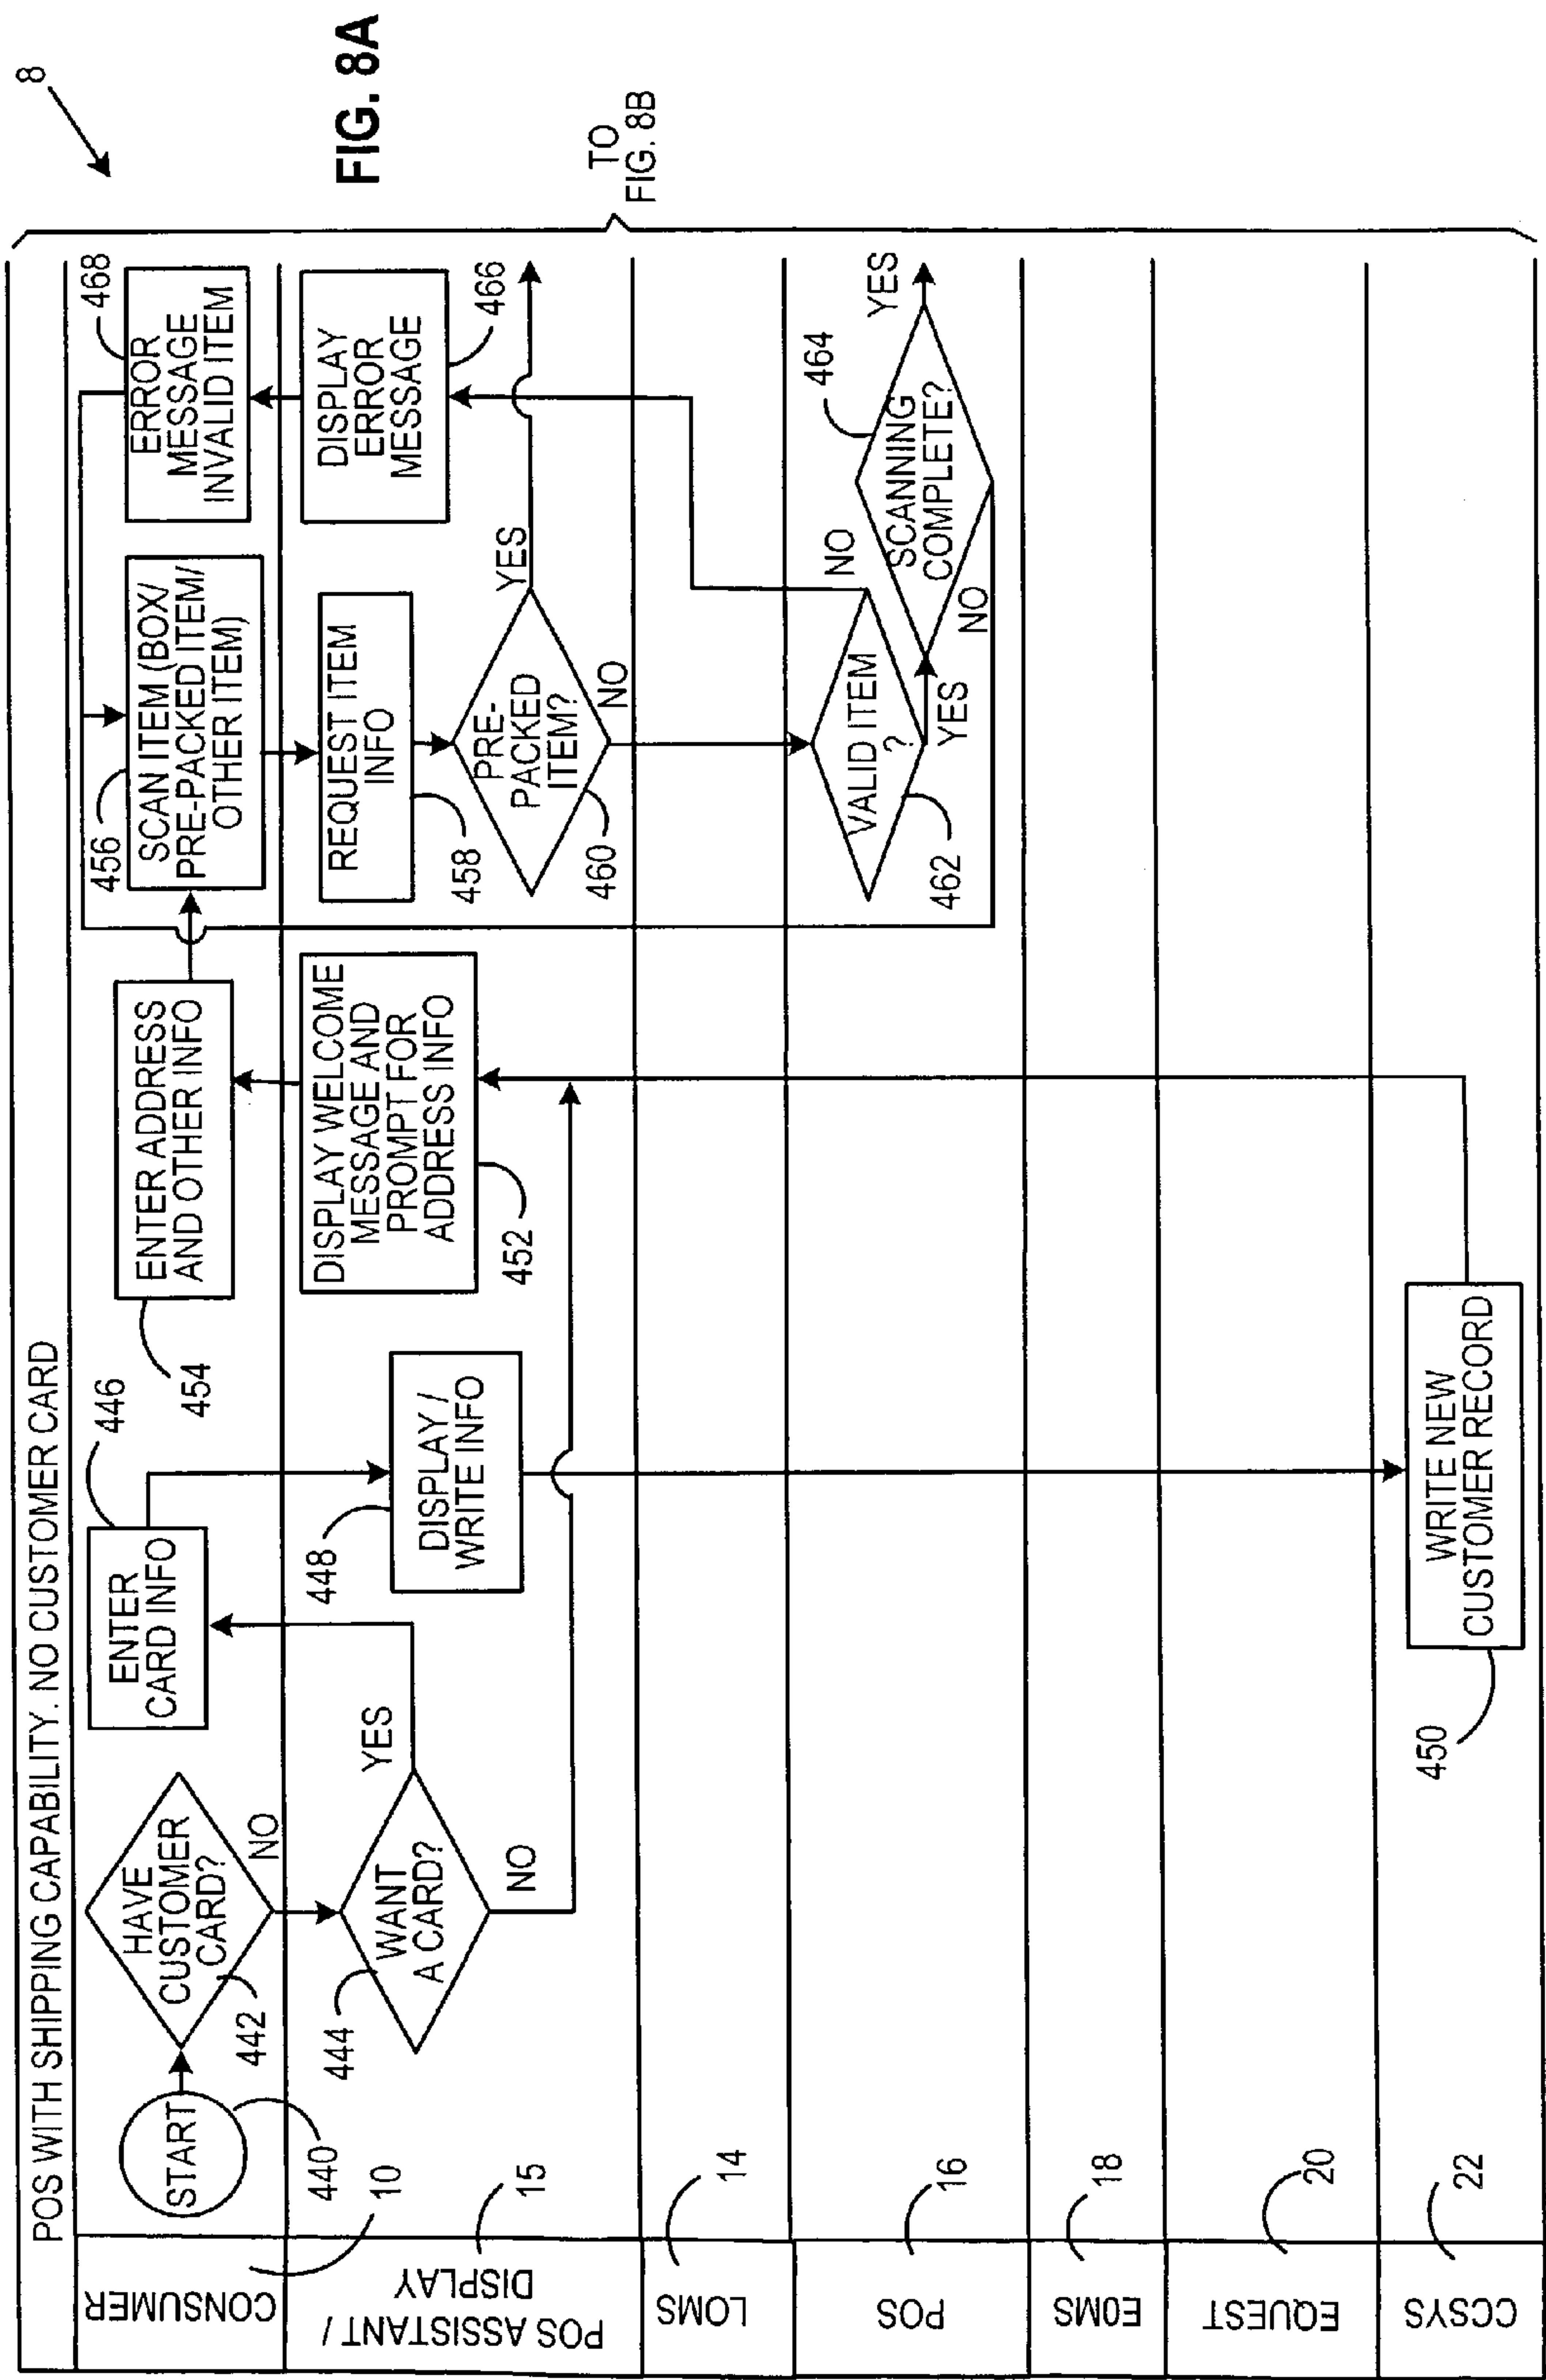 8
FIG. 8A
TO
FIG. 8B
POS WITH SHIPPING CAPABILITY. NO CUSTOMER CARD
CONSUMER
10
START
440
HAVE
CUSTOMER
CARD?
442
NO
ENTER
CARD INFO
446
ENTER ADDRESS
AND OTHER INFO
454
SCAN ITEM (BOX/
PRE-PACKED ITEM/
OTHER ITEM)
456
ERROR
MESSAGE
INVALID ITEM
468
POS ASSISTANT /
DISPLAY
15
WANT
A CARD?
444
YES
NO
DISPLAY /
WRITE INFO
448
DISPLAY WELCOME
MESSAGE AND
PROMPT FOR
ADDRESS INFO
452
REQUEST ITEM
INFO
458
PRE-
PACKED
ITEM?
460
YES
NO
DISPLAY
ERROR
MESSAGE
466
LOMS
14
POS
16
VALID ITEM
?
462
NO
YES
SCANNING
COMPLETE?
464
YES
NO
EOMS
18
EQUEST
20
CCSYS
22
WRITE NEW
CUSTOMER RECORD
450